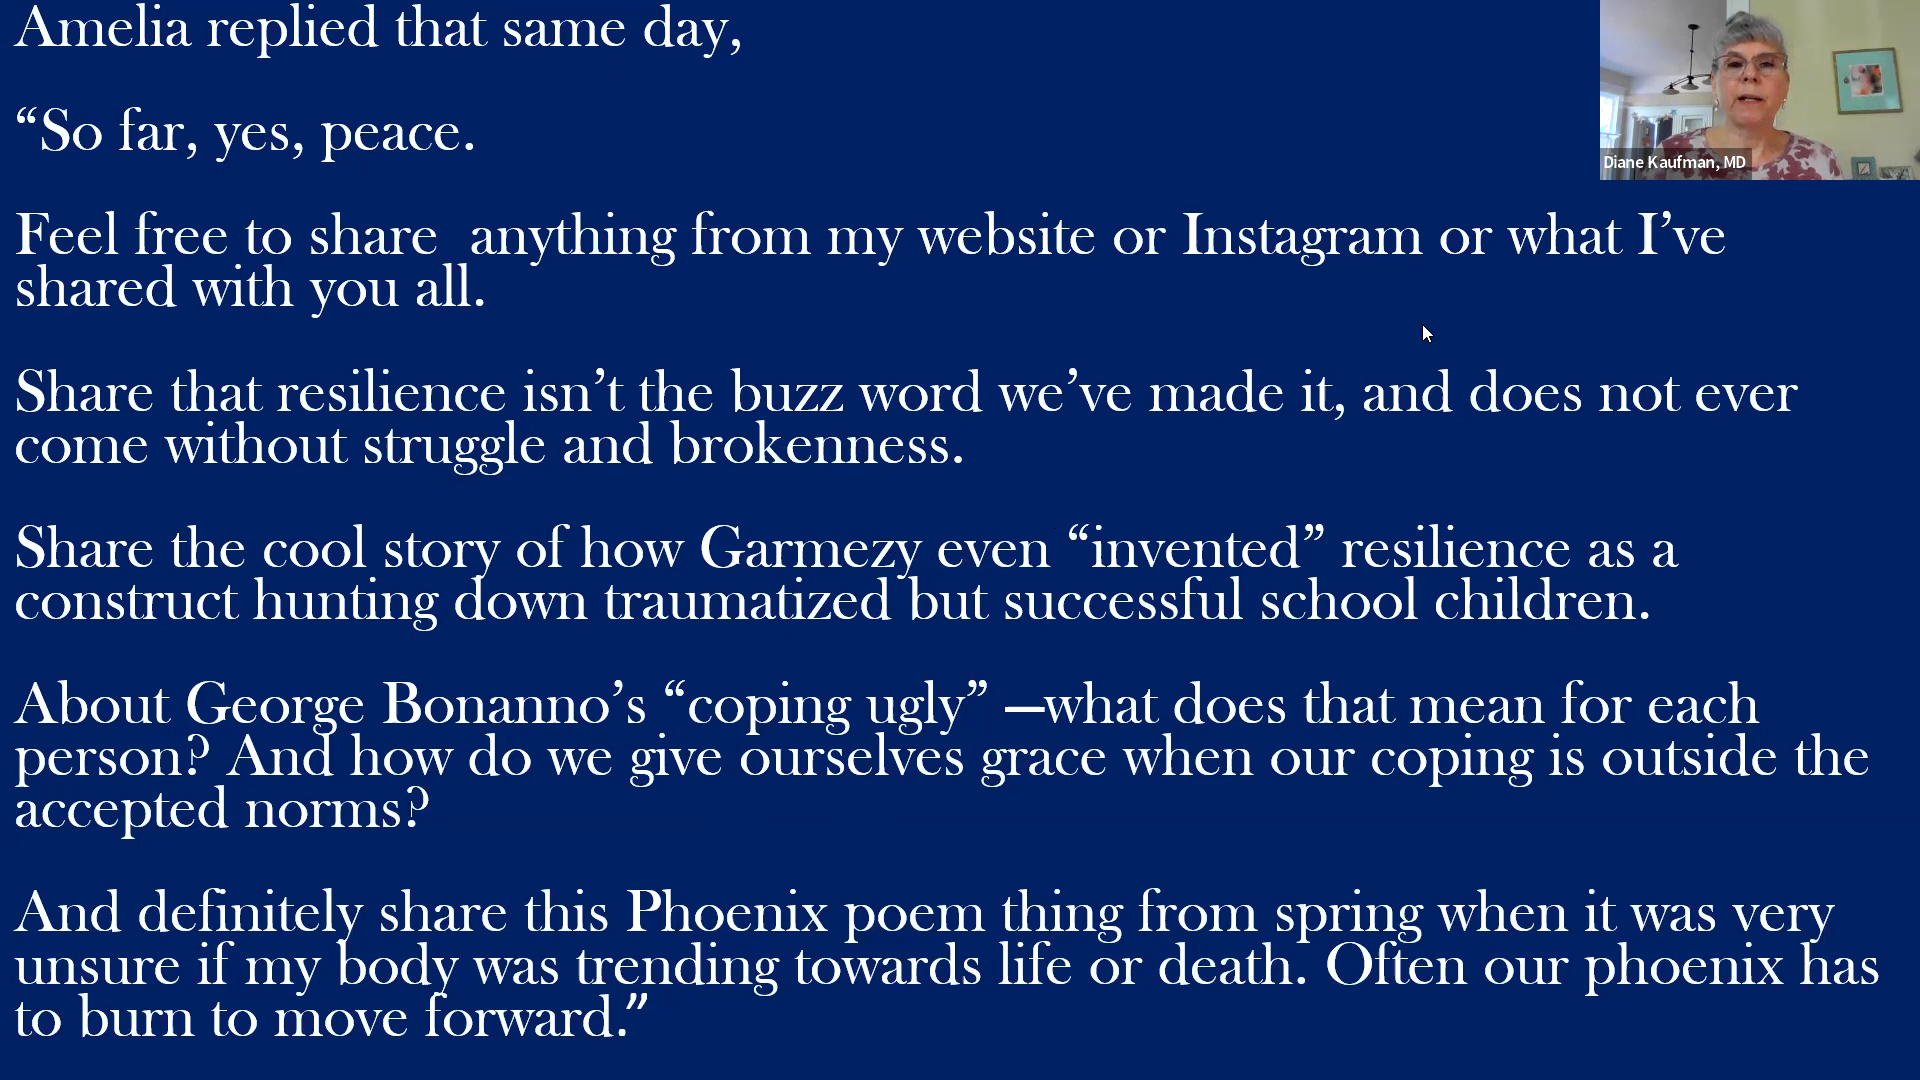 Amelia replied that same day,
“So far, yes, peace.
Diane Kaufman, MD
Feel free to share  anything from my website or Instagram or what I’ve
shared with you all.
Share that resilience isn’t the buzz word we’ve made it, and does not ever
come without struggle and brokenness.
Share the cool story of how Garmezy even “invented” resilience as a
construct hunting down traumatized but successful school children.
About George Bonanno’s “coping ugly” —what does that mean for each
person? And how do we give ourselves grace when our coping is outside the
accepted norms?
And definitely share this Phoenix poem thing from spring when it was very
unsure if my body was trending towards life or death. Often our phoenix has
to burn to move forward.”